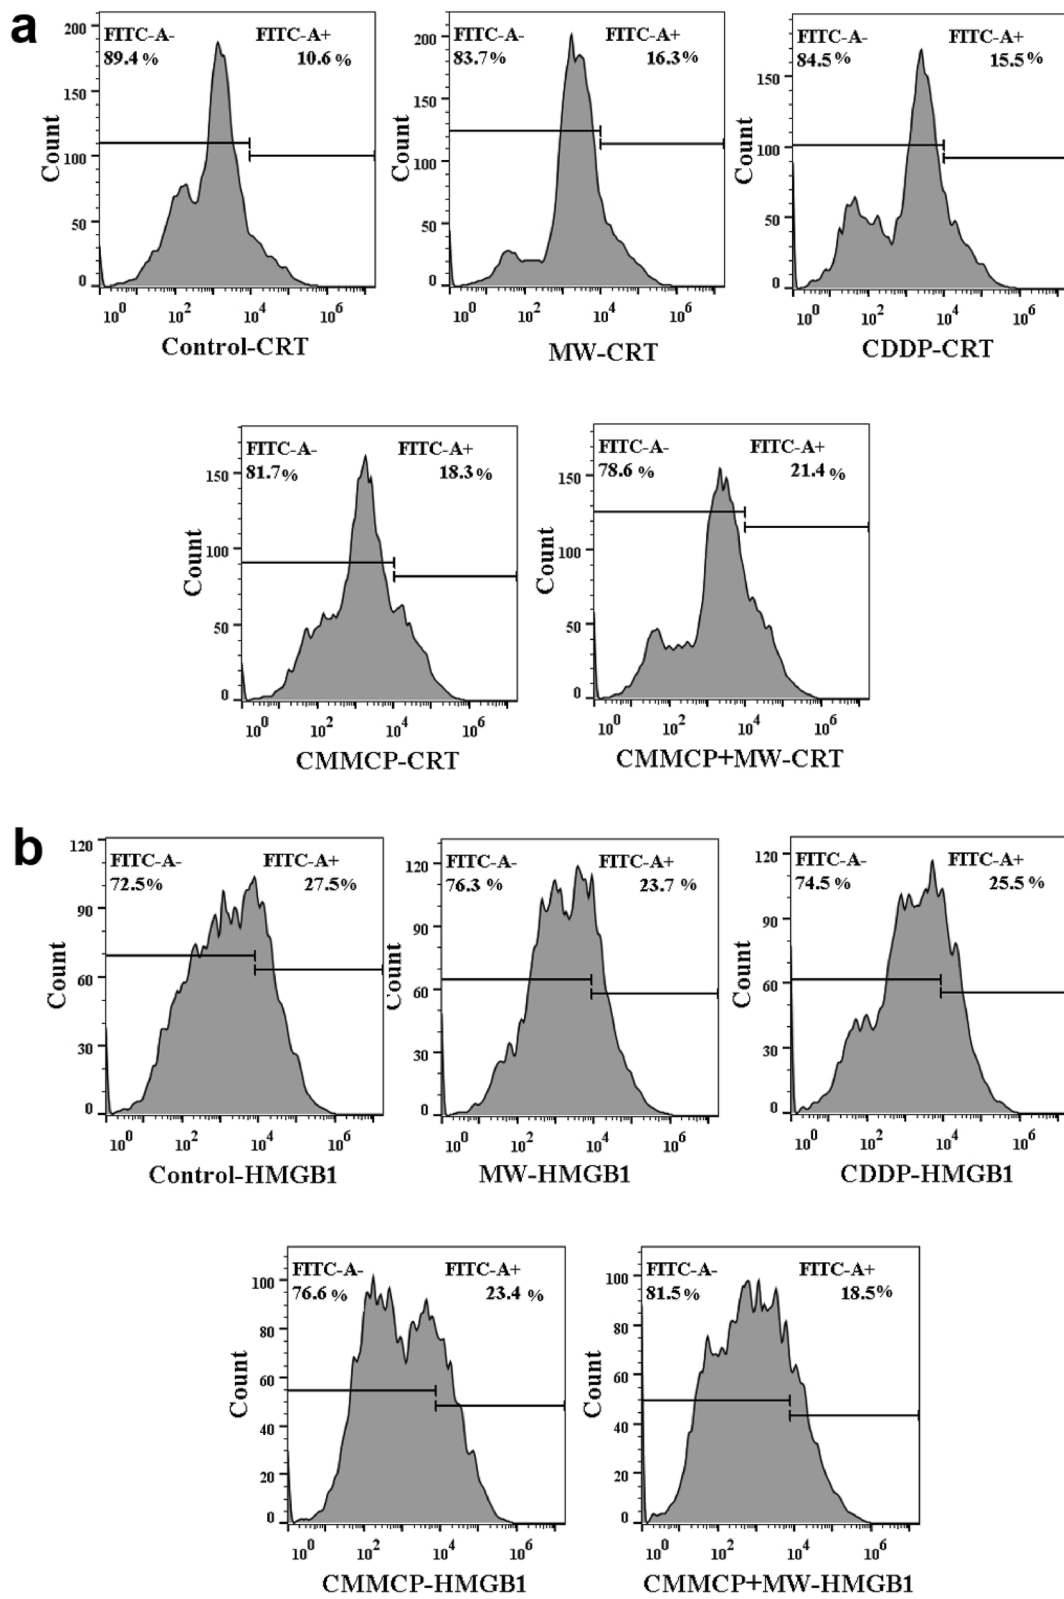 a
FITC-A- FITC-A+
89.4 % 10.6 %
200
150
100
50
0
Count
10^0 10^2 10^4 10^6
Control-CRT
FITC-A- FITC-A+
83.7% 16.3 %
200
150
100
50
0
Count
10^0 10^2 10^4 10^6
MW-CRT
FITC-A- FITC-A+
84.5 % 15.5 %
150
100
50
0
Count
10^0 10^2 10^4 10^6
CDDP-CRT
FITC-A- FITC-A+
81.7% 18.3 %
150
100
50
0
Count
10^0 10^2 10^4 10^6
CMMCP-CRT
FITC-A- FITC-A+
78.6 % 21.4 %
150
100
50
0
Count
10^0 10^2 10^4 10^6
CMMCP+MW-CRT
b
FITC-A- FITC-A+
72.5% 27.5%
120
90
60
30
0
Count
10^0 10^2 10^4 10^6
Control-HMGB1
FITC-A- FITC-A+
76.3 % 23.7 %
120
90
60
30
0
Count
10^0 10^2 10^4 10^6
MW-HMGB1
FITC-A- FITC-A+
74.5 % 25.5 %
120
90
60
30
0
Count
10^0 10^2 10^4 10^6
CDDP-HMGB1
FITC-A- FITC-A+
76.6 % 23.4 %
100
80
60
40
20
0
Count
10^0 10^2 10^4 10^6
CMMCP-HMGB1
FITC-A- FITC-A+
81.5% 18.5%
100
80
60
40
20
0
Count
10^0 10^2 10^4 10^6
CMMCP+MW-HMGB1